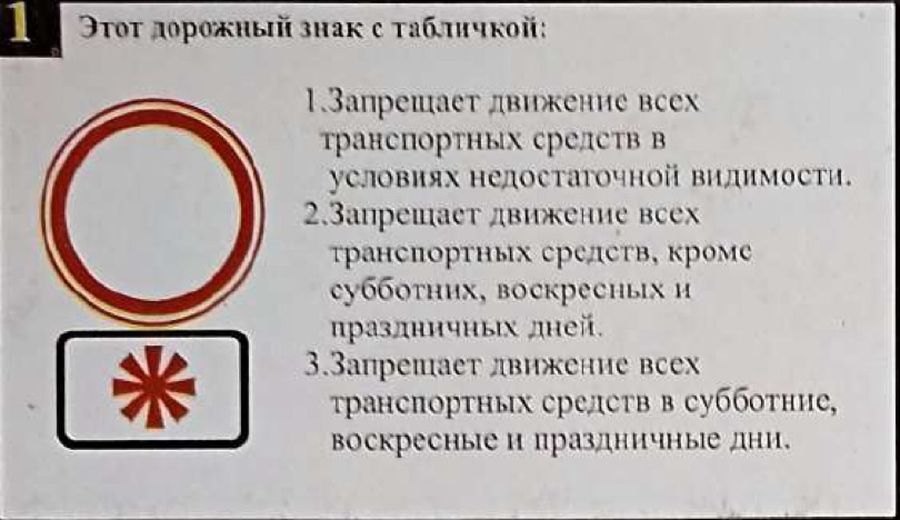 1 Этот дорожный знак с табличкой:
1.Запрещает движение всех
транспортных средств в
условиях недостаточной видимости.
2.Запрещает движение всех
транспортных средств, кроме
субботних, воскресных и
праздничных дней.
3.Запрещает движение всех
транспортных средств в субботние,
воскресные и праздничные дни.